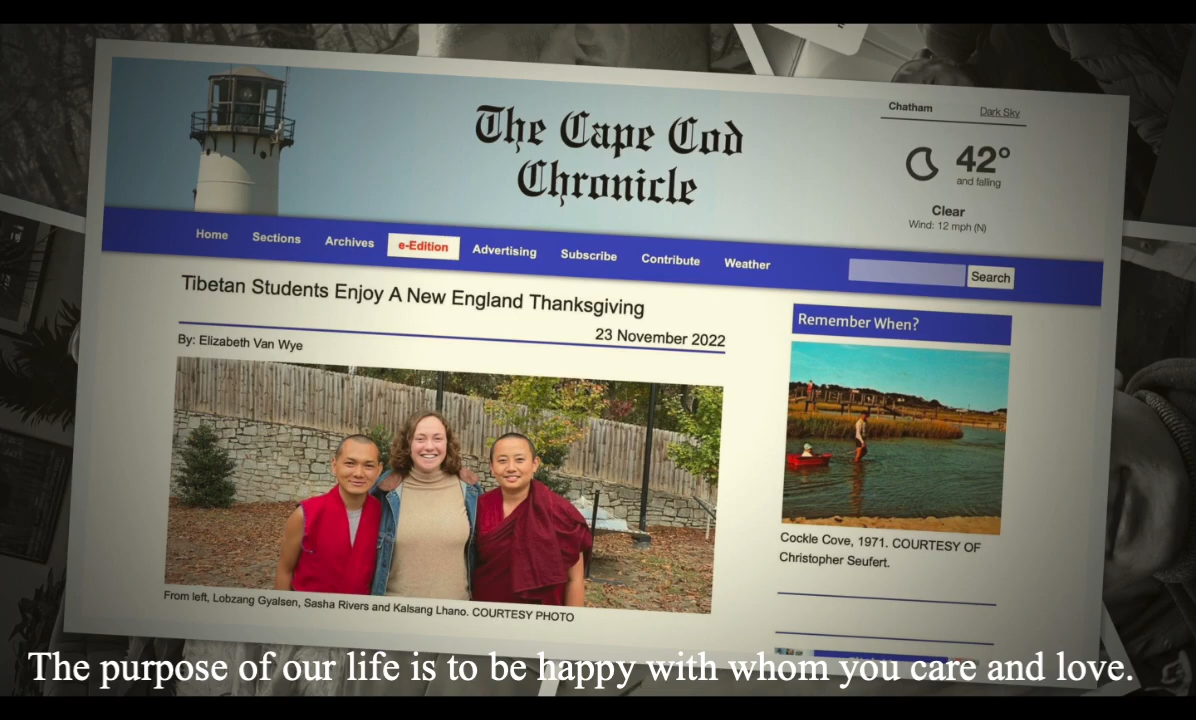 The Cape Cod
Chronicle
Chatham
Dark Sky
42°
and falling
Clear
Wind: 12 mph (N)
Home
Sections
Archives
e-Edition
Advertising
Subscribe
Contribute
Weather
Search
Tibetan Students Enjoy A New England Thanksgiving
23 November 2022
By: Elizabeth Van Wye
From left, Lobzang Gyalsen, Sasha Rivers and Kalsang Lhano. COURTESY PHOTO
Remember When?
Cockle Cove, 1971. COURTESY OF
Christopher Seufert.
The purpose of our life is to be happy with whom you care and love.